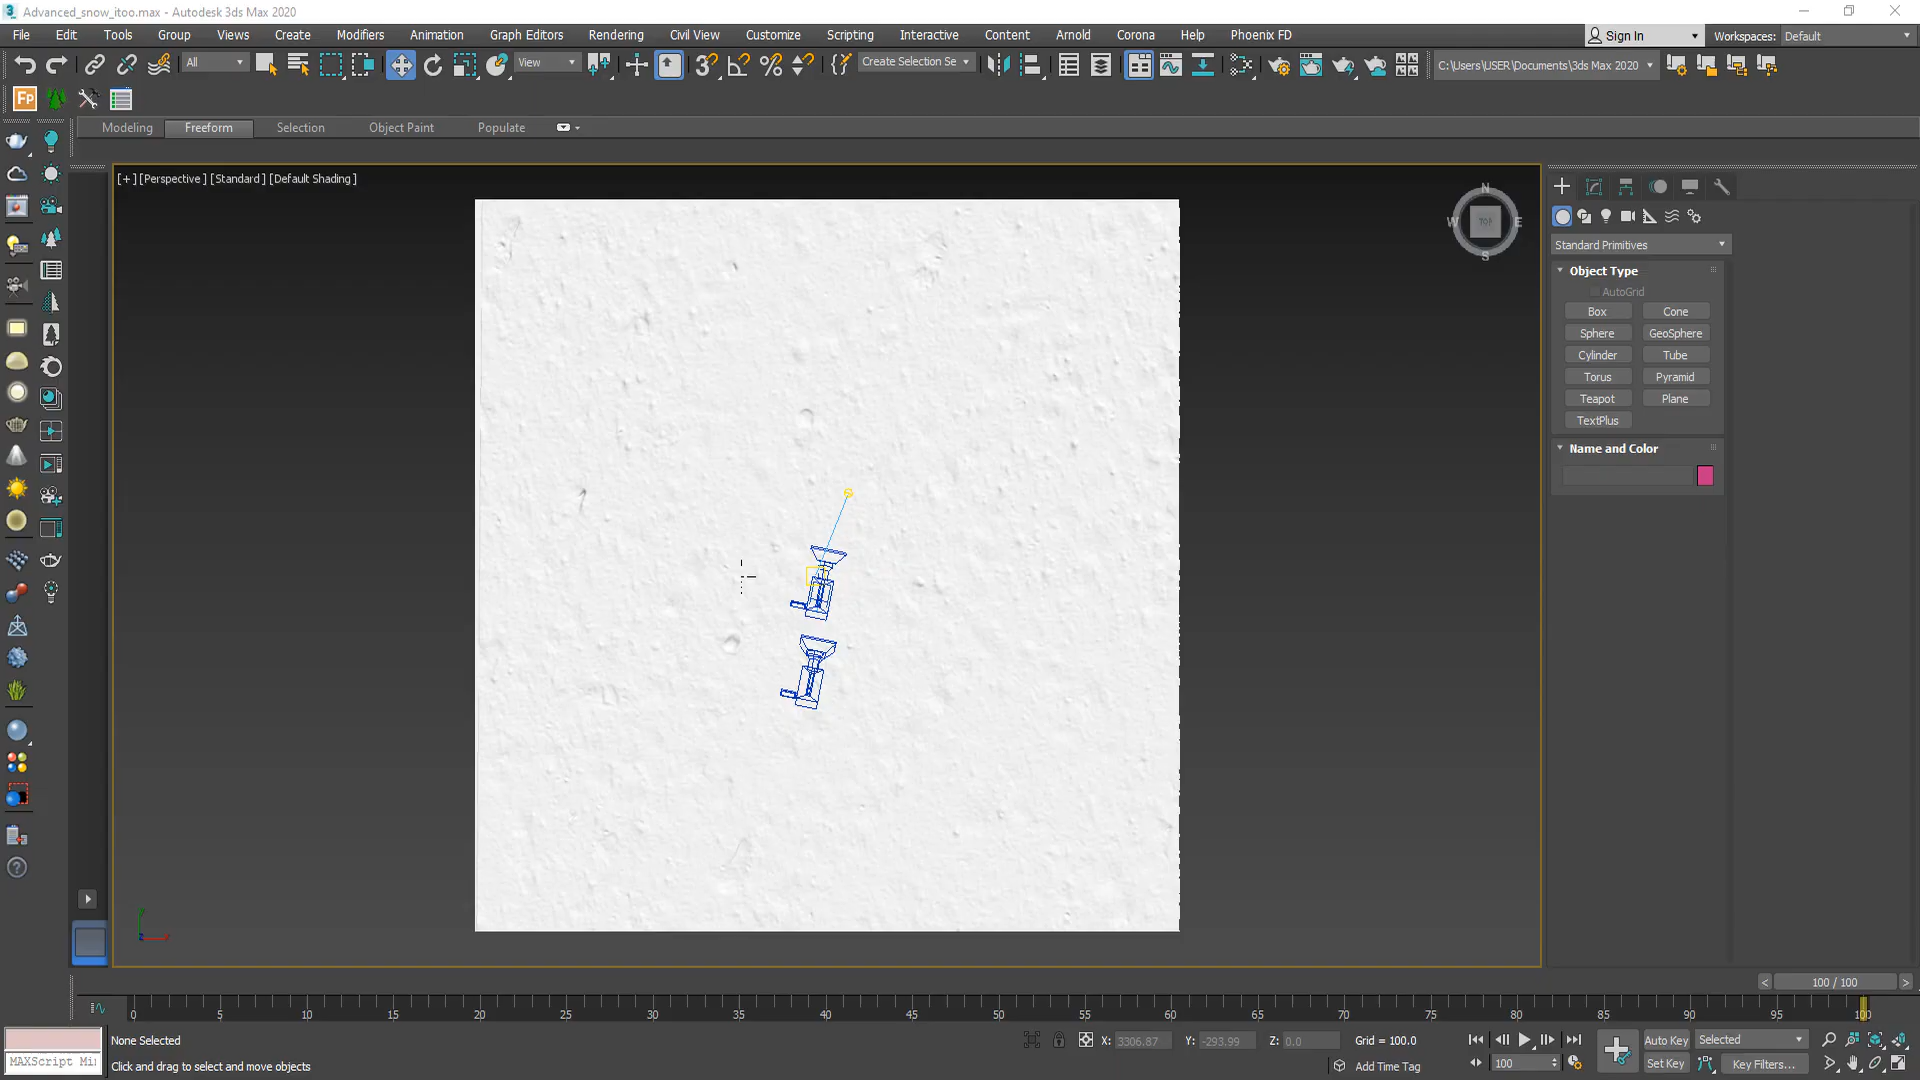 Advanced_snow_itoo.max - Autodesk 3ds Max 2020
File Edit Tools Group Views Create Modifiers Animation Graph Editors Rendering Civil View Customize Scripting Interactive Content Arnold Corona Help Phoenix FD Sign In Workspaces: Default
All View Create Selection Se C:\Users\USER\Documents\3ds Max 2020
Fp
Modeling Freeform Selection Object Paint Populate
[+] [Perspective] [Standard] [Default Shading]
N
W TOP E
S
Standard Primitives
Object Type
AutoGrid
Box Cone
Sphere GeoSphere
Cylinder Tube
Torus Pyramid
Teapot Plane
TextPlus
Name and Color
100 / 100
0 5 10 15 20 25 30 35 40 45 50 55 60 65 70 75 80 85 90 95 100
None Selected X: 3306.87 Y: -293.99 Z: 0.0 Grid = 100.0 Auto Key Selected
MAXScript Mi Click and drag to select and move objects Add Time Tag 100 Set Key Key Filters...